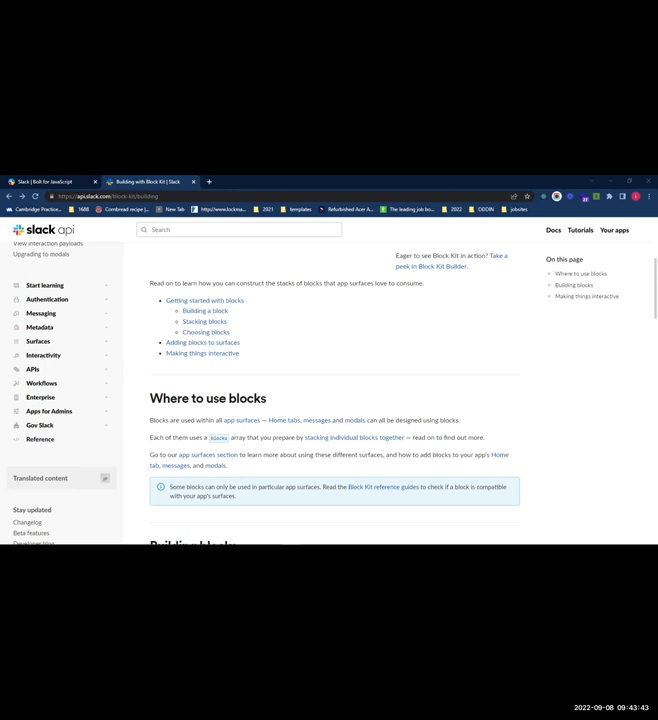 Slack | Bolt for JavaScript
Building with Block Kit | Slack
https://api.slack.com/block-kit/building
Cambridge Practice...
1688
Cornbread recipe |...
New Tab
http://www.lockma...
2021
templates
Refurbished Acer A...
The leading job bo...
2022
ODDIN
jobsites
slack api
Search
Docs
Tutorials
Your apps
View interaction payloads
Upgrading to modals
Start learning
Authentication
Messaging
Metadata
Surfaces
Interactivity
APIs
Workflows
Enterprise
Apps for Admins
Gov Slack
Reference
Translated content
Stay updated
Changelog
Beta features
Developer blog
Eager to see Block Kit in action? Take a
peek in Block Kit Builder.
Read on to learn how you can construct the stacks of blocks that app surfaces love to consume.
Getting started with blocks
Building a block
Stacking blocks
Choosing blocks
Adding blocks to surfaces
Making things interactive
Where to use blocks
Blocks are used within all app surfaces — Home tabs, messages and modals can all be designed using blocks.
Each of them uses a blocks array that you prepare by stacking individual blocks together — read on to find out more.
Go to our app surfaces section to learn more about using these different surfaces, and how to add blocks to your app's Home
tab, messages, and modals.
Some blocks can only be used in particular app surfaces. Read the Block Kit reference guides to check if a block is compatible
with your app's surfaces.
Building blocks
On this page
Where to use blocks
Building blocks
Making things interactive
2022-09-08 09:43:43